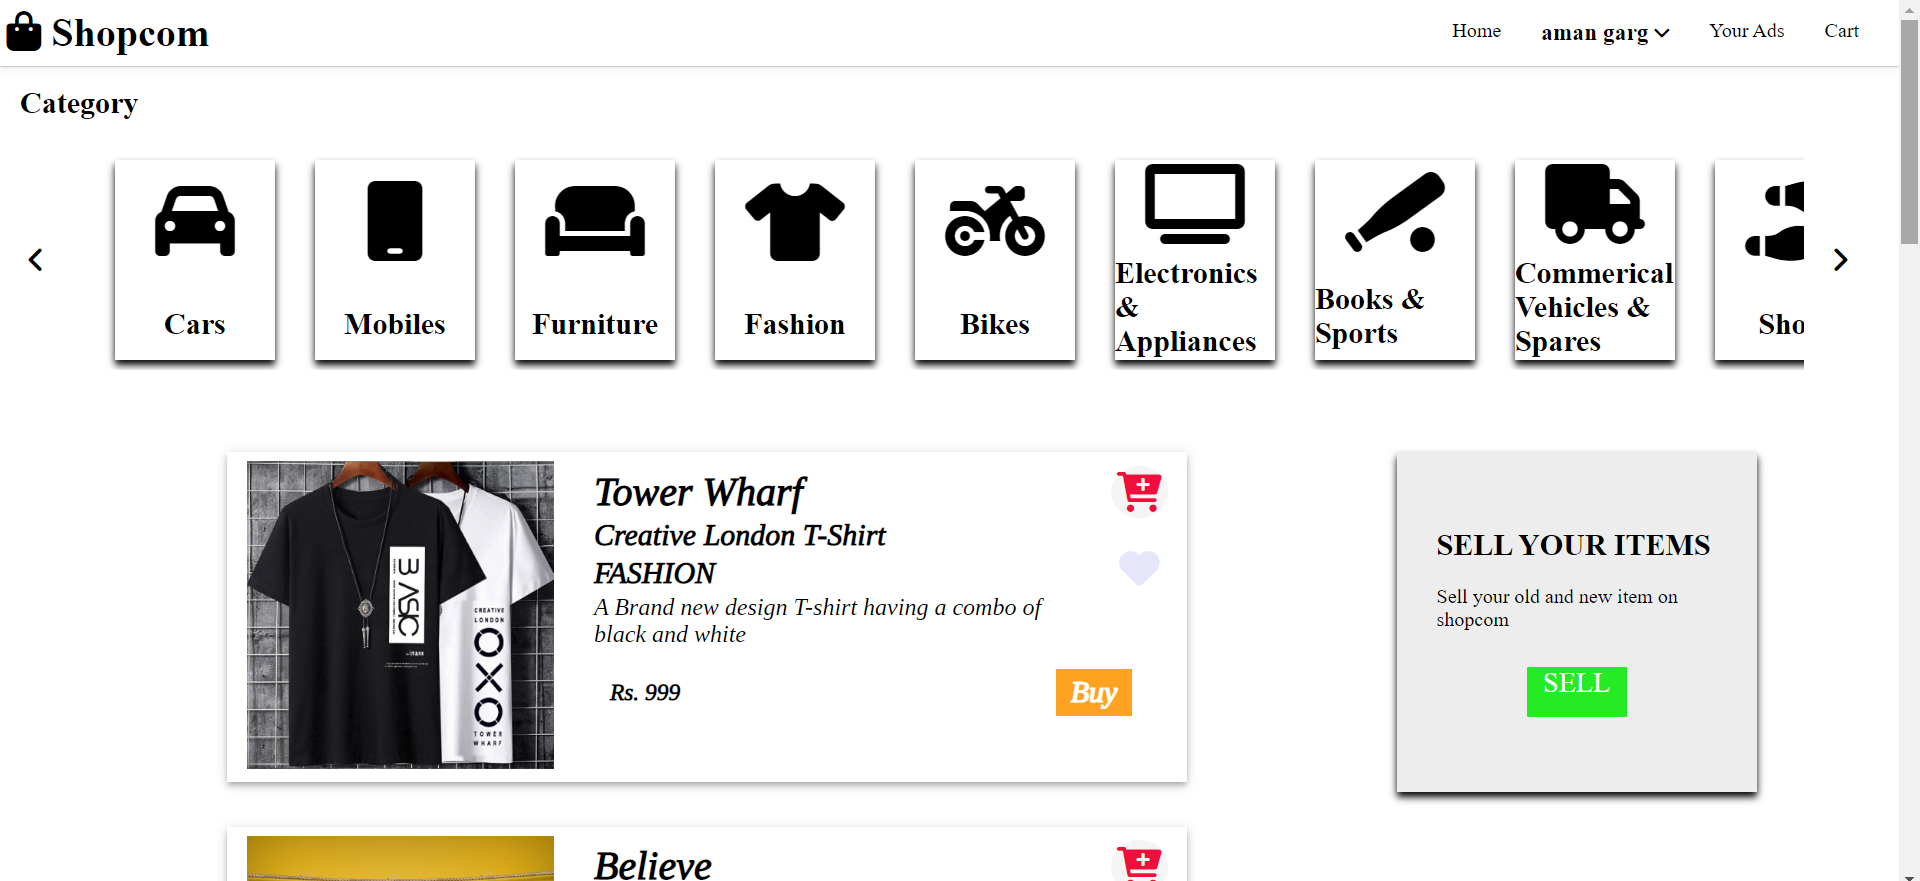 Shopcom
Home
aman garg
Your Ads
Cart
Category
Cars
Mobiles
Furniture
Fashion
Bikes
Electronics
&
Appliances
Books &
Sports
Commerical
Vehicles &
Spares
Sho
Tower Wharf
Creative London T-Shirt
FASHION
A Brand new design T-shirt having a combo of
black and white
Rs. 999
Buy
BASIC
CREATIVE
LONDON
OXO
TOWER
WHARF
SELL YOUR ITEMS
Sell your old and new item on
shopcom
SELL
Believe